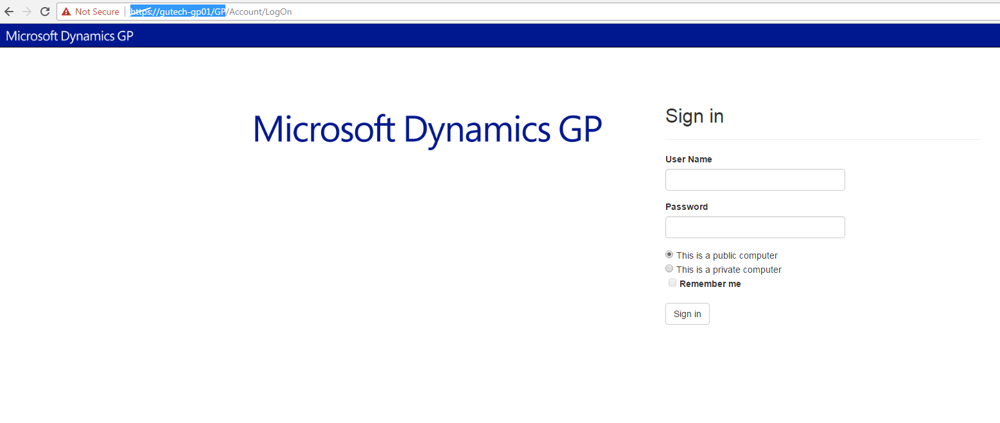 Not Secure https://gutech-gp01/GP/Account/LogOn
Microsoft Dynamics GP
Microsoft Dynamics GP
Sign in
User Name
Password
This is a public computer
This is a private computer
Remember me
Sign in